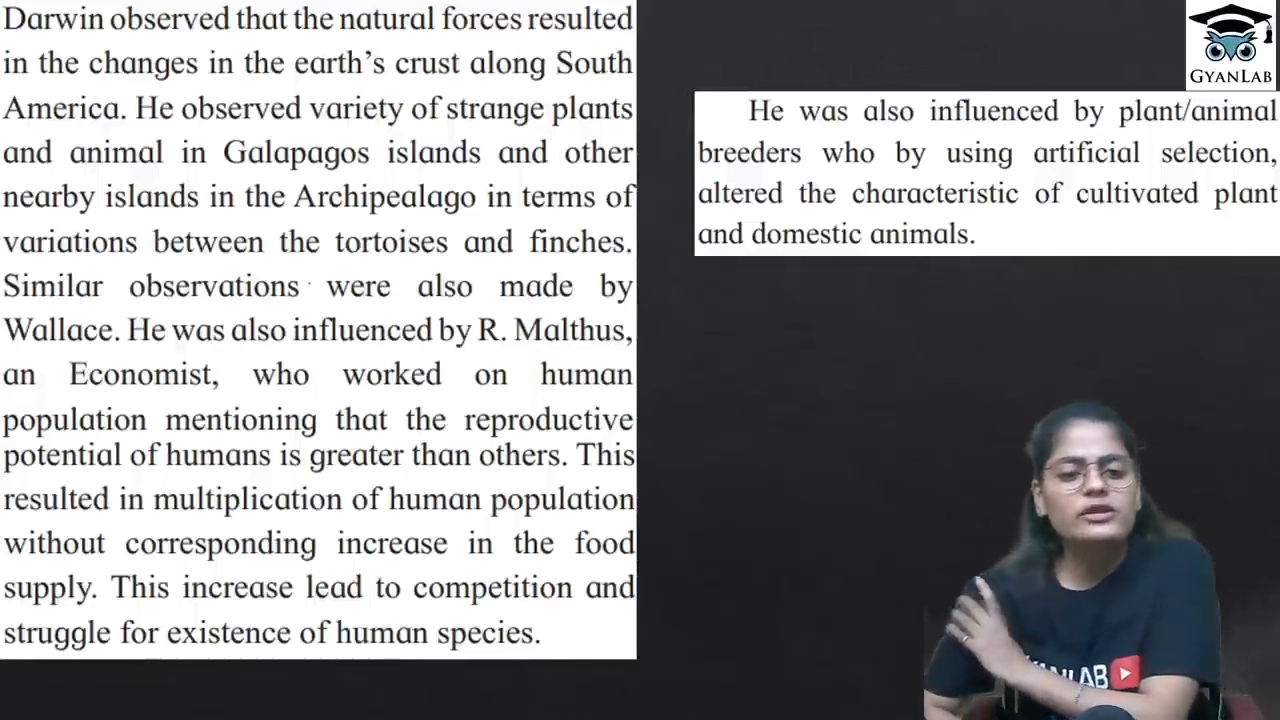 Darwin observed that the natural forces resulted
in the changes in the earth's crust along South
America. He observed variety of strange plants
and animal in Galapagos islands and other
nearby islands in the Archipealago in terms of
variations between the tortoises and finches.
Similar observations were also made by
Wallace. He was also influenced by R. Malthus,
an Economist, who worked on human
population mentioning that the reproductive
potential of humans is greater than others. This
resulted in multiplication of human population
without corresponding increase in the food
supply. This increase lead to competition and
struggle for existence of human species.
GYANLAB
He was also influenced by plant/animal
breeders who by using artificial selection,
altered the characteristic of cultivated plant
and domestic animals.